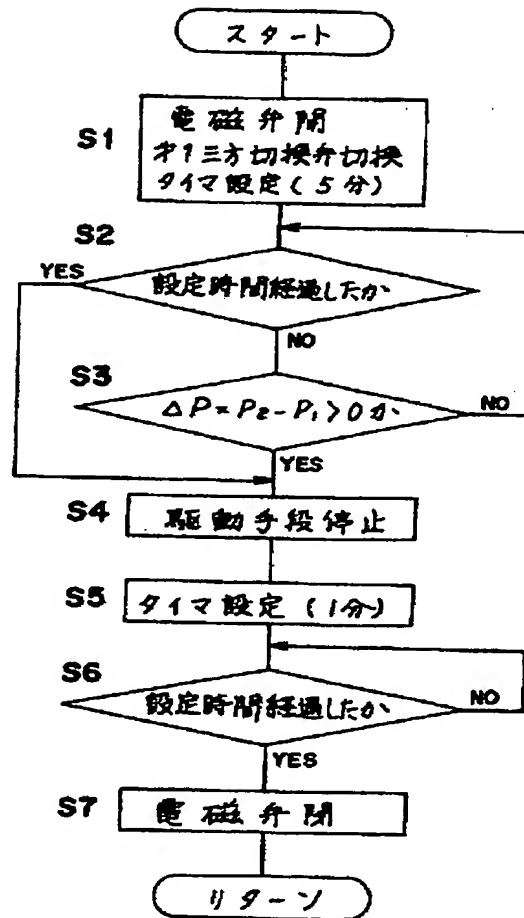 スタート
S1
電磁弁開
才1三方切換弁切換
タイマ設定(5分)
S2
YES
設定時間経過したか
NO
S3
ΔP=P₂-P₁>0か
NO
YES
S4
駆動手段停止
S5
タイマ設定(1分)
S6
設定時間経過したか
NO
YES
S7
電磁弁閉
リターン